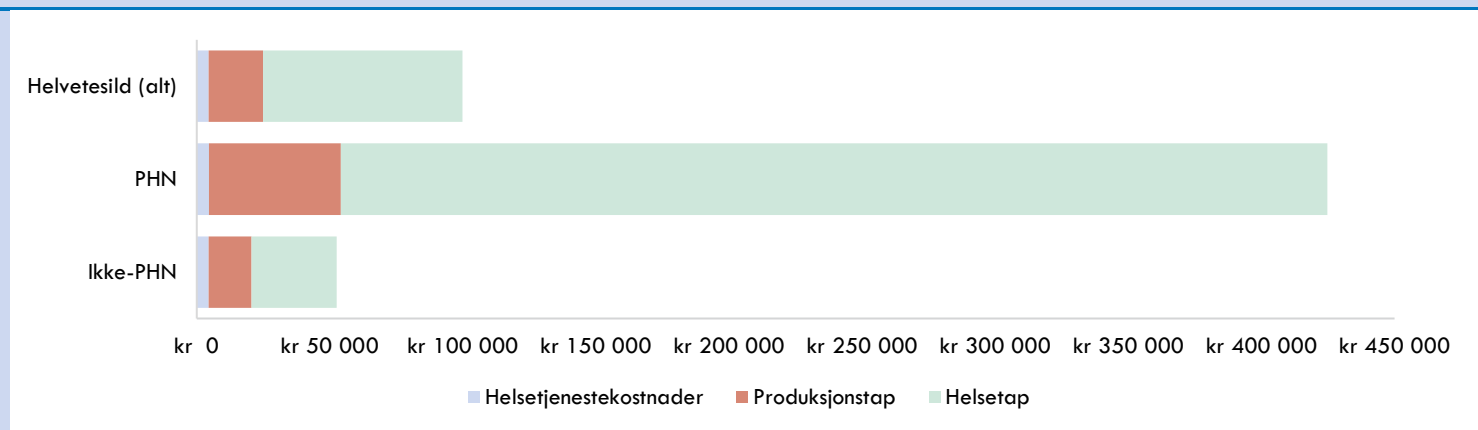 Helvetesild (alt)
PHN
Ikke-PHN
kr 0 kr 50 000 kr 100 000 kr 150 000 kr 200 000 kr 250 000 kr 300 000 kr 350 000 kr 400 000 kr 450 000
Helsetjenestekostnader Produksjonstap Helsetap